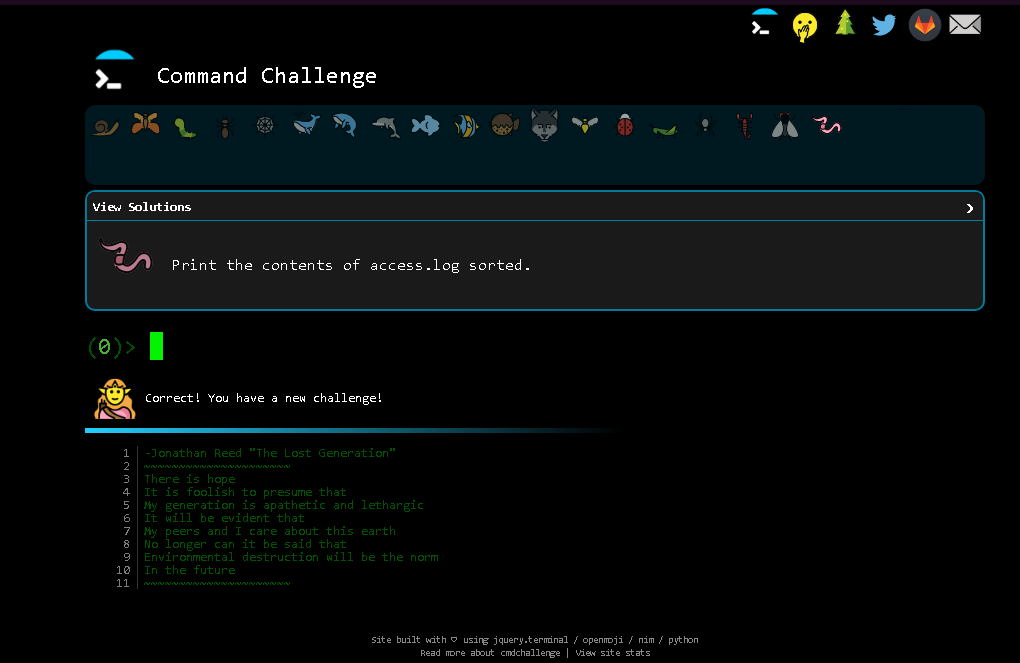 Command Challenge
View Solutions
Print the contents of access.log sorted.
(0)>
Correct! You have a new challenge!
1 -Jonathan Reed "The Lost Generation"
2 ~~~~~~~~~~~~~~~~~~~~~
3 There is hope
4 It is foolish to presume that
5 My generation is apathetic and lethargic
6 It will be evident that
7 My peers and I care about this earth
8 No longer can it be said that
9 Environmental destruction will be the norm
10 In the future
11 ~~~~~~~~~~~~~~~~~~~~~
Site built with ♡ using jquery.terminal / openmoji / nim / python
Read more about cmdchallenge | View site stats